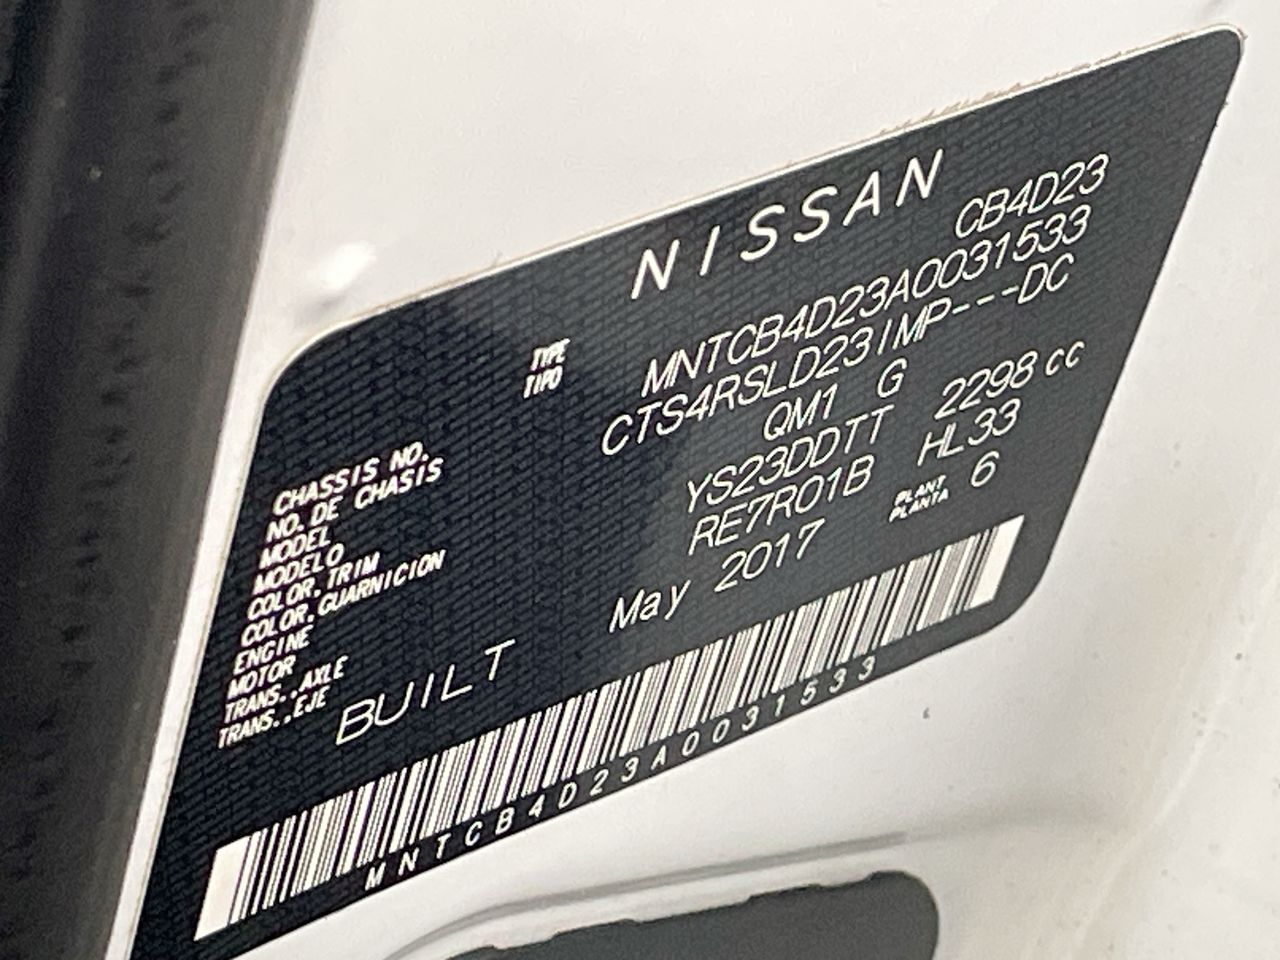 NISSAN
TYPE
TIPO
CB4D23
CHASSIS NO.
NO. DE CHASIS
MNTCB4D23A0031533
MODEL
MODELO
CTS4RSLD23IMP---DC
COLOR, TRIM
COLOR, GUARNICION
QM1 G
ENGINE
MOTOR
YS23DDTT 2298 cc
TRANS., AXLE
TRANS., EJE
RE7R01B HL33
BUILT May 2017
PLANT
PLANTA
6
MNTCB4D23A0031533